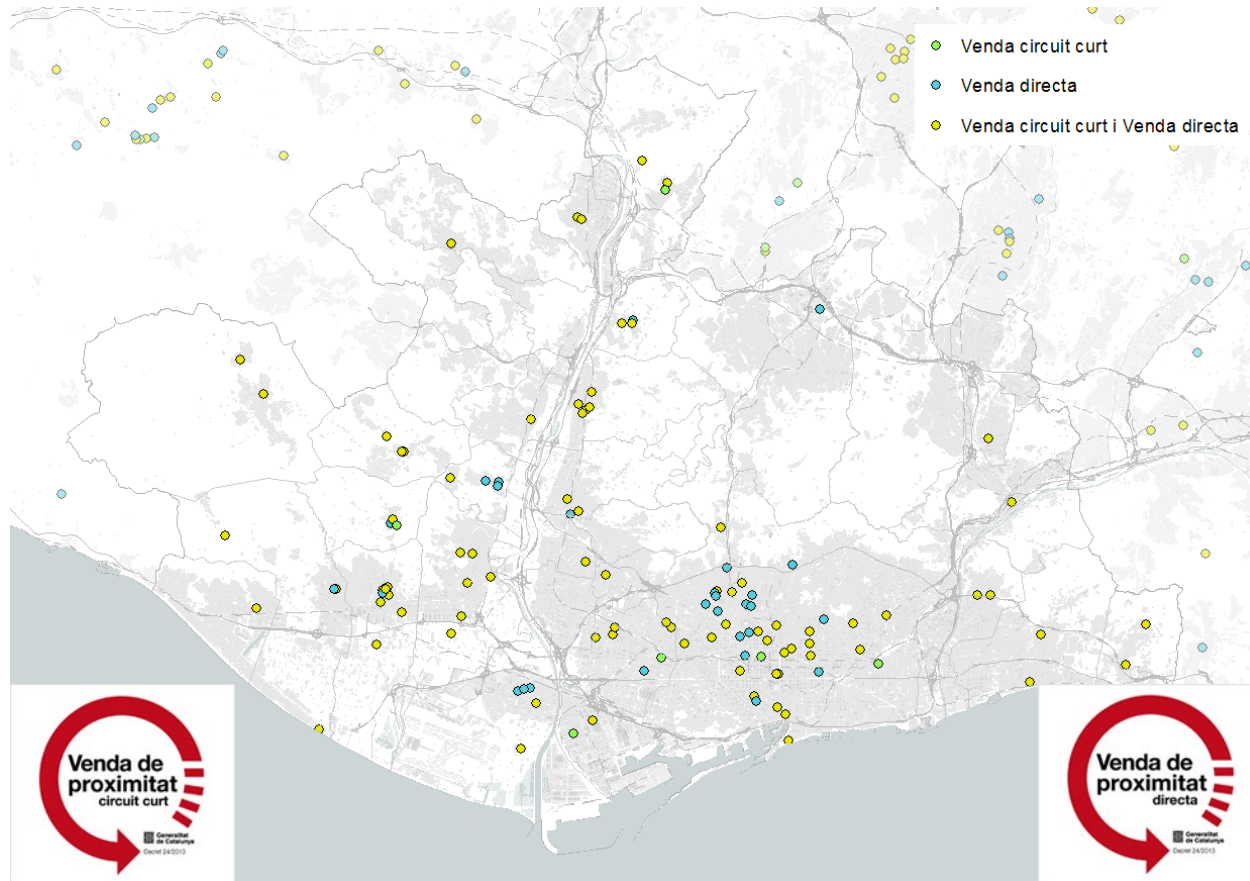 Venda circuit curt
Venda directa
Venda circuit curt i Venda directa
Venda de
proximitat
circuit curt
Generalitat
de Catalunya
Decret 24/2013
Venda de
proximitat
directa
Generalitat
de Catalunya
Decret 24/2013